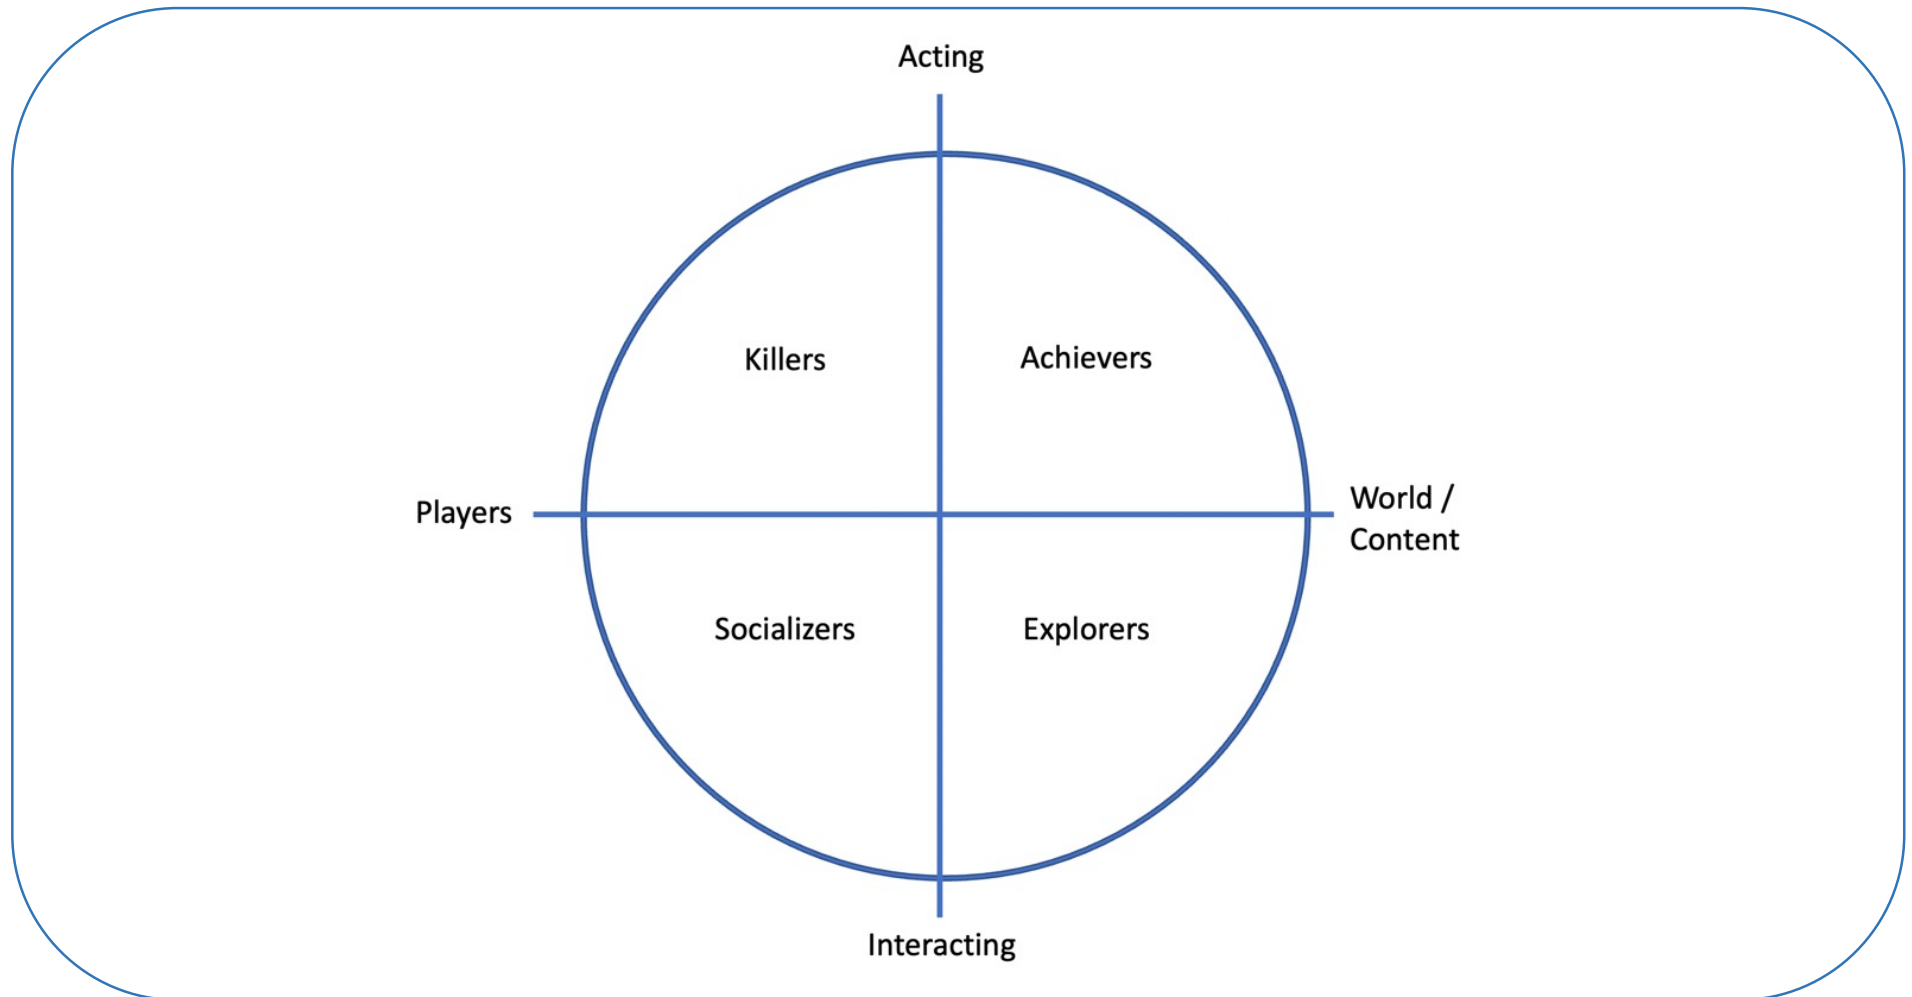 Acting
Killers
Achievers
Players
World /
Content
Socializers
Explorers
Interacting